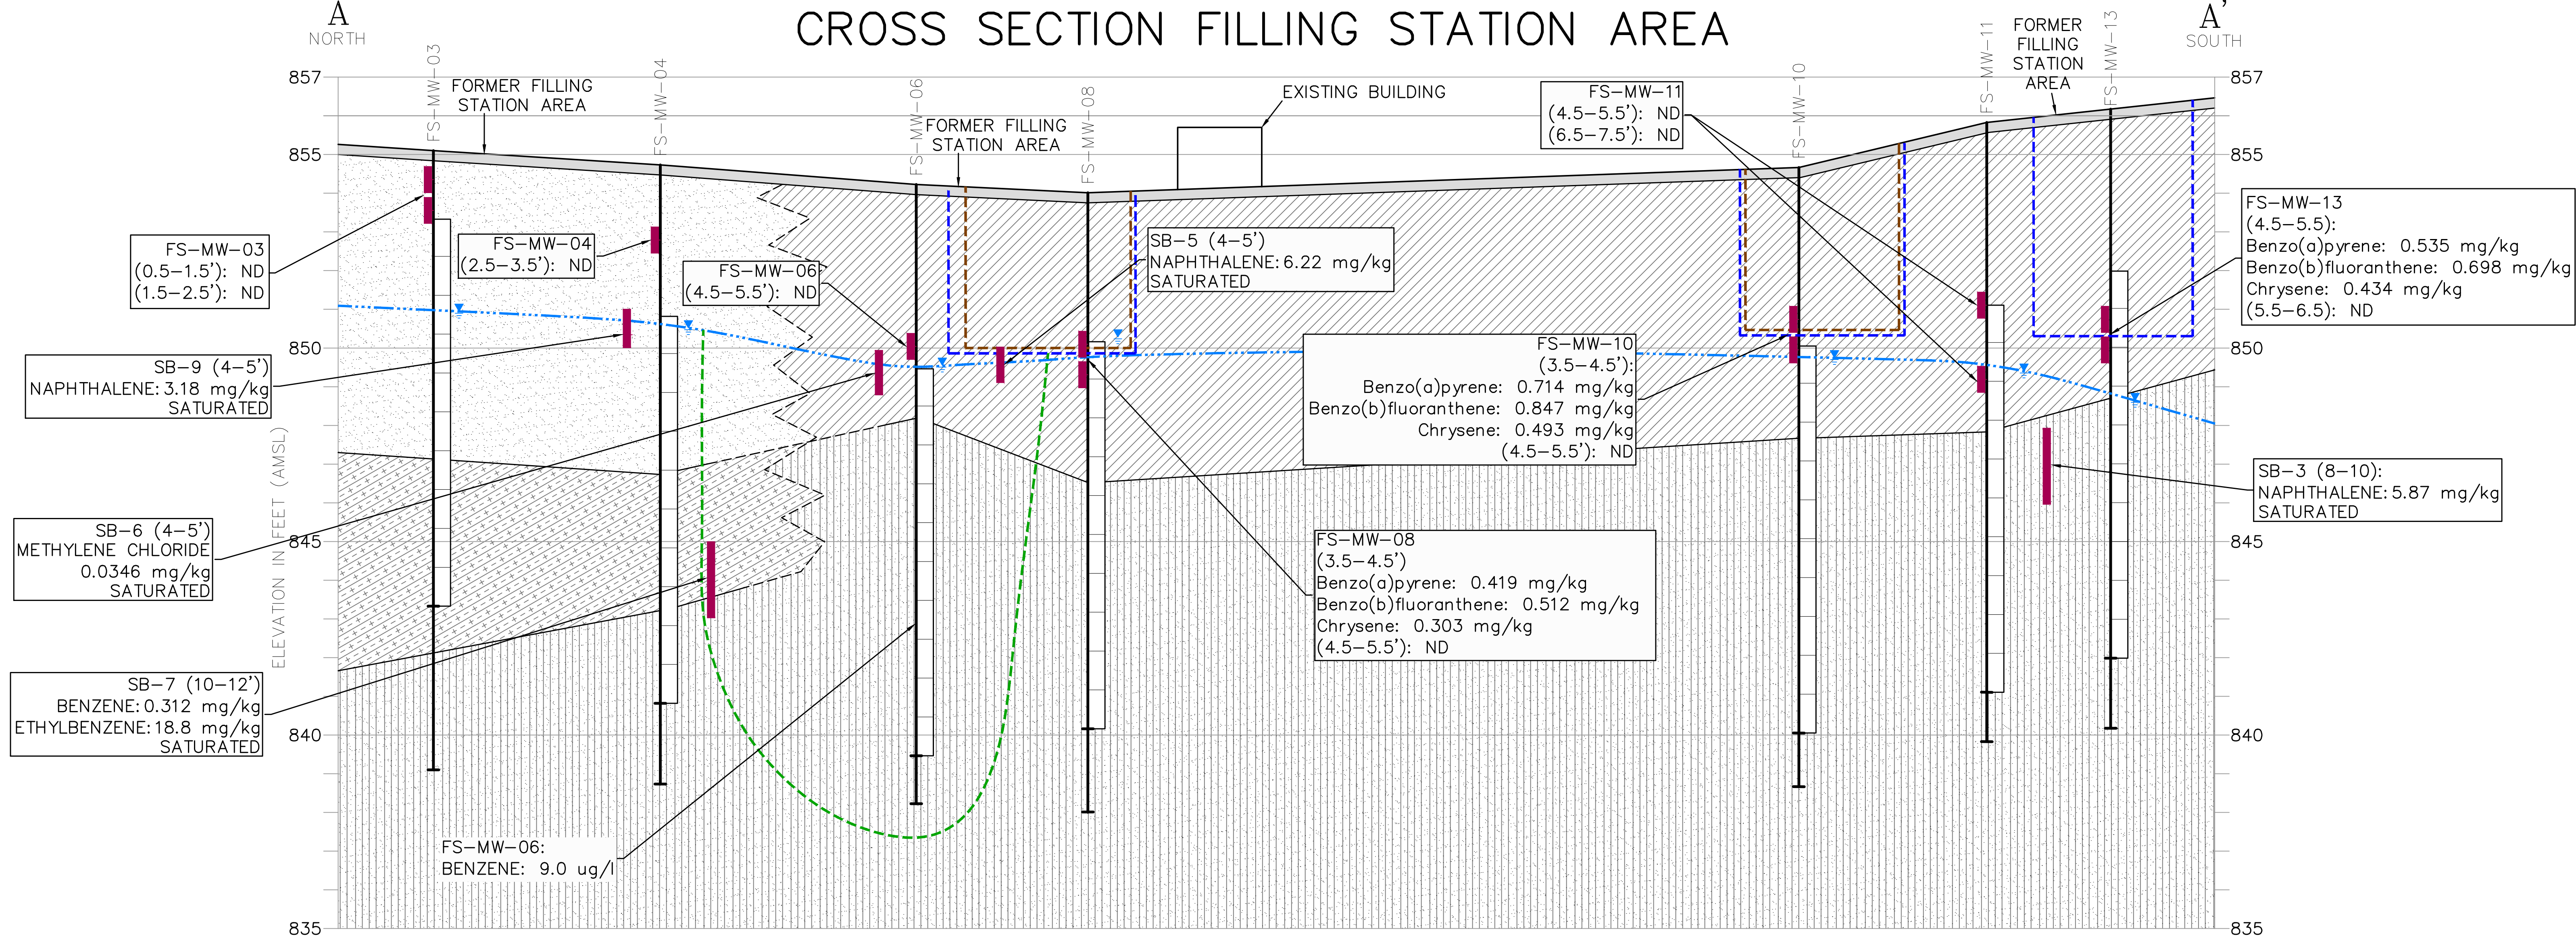 CROSS SECTION FILLING STATION AREA
A
NORTH
A'
SOUTH
FS-MW-03
FS-MW-04
FS-MW-06
FS-MW-08
FS-MW-10
FS-MW-11
FS-MW-13
FORMER FILLING
STATION AREA
FORMER FILLING
STATION AREA
EXISTING BUILDING
FORMER
FILLING
STATION
AREA
857
855
850
845
840
835
ELEVATION IN FEET (AMSL)
857
855
850
845
840
835
FS-MW-03
(0.5-1.5'): ND
(1.5-2.5'): ND
FS-MW-04
(2.5-3.5'): ND
FS-MW-06
(4.5-5.5'): ND
SB-5 (4-5')
NAPHTHALENE: 6.22 mg/kg
SATURATED
FS-MW-11
(4.5-5.5'): ND
(6.5-7.5'): ND
FS-MW-13
(4.5-5.5):
Benzo(a)pyrene: 0.535 mg/kg
Benzo(b)fluoranthene: 0.698 mg/kg
Chrysene: 0.434 mg/kg
(5.5-6.5): ND
SB-9 (4-5')
NAPHTHALENE: 3.18 mg/kg
SATURATED
FS-MW-10
(3.5-4.5'):
Benzo(a)pyrene: 0.714 mg/kg
Benzo(b)fluoranthene: 0.847 mg/kg
Chrysene: 0.493 mg/kg
(4.5-5.5'): ND
SB-3 (8-10):
NAPHTHALENE: 5.87 mg/kg
SATURATED
SB-6 (4-5')
METHYLENE CHLORIDE
0.0346 mg/kg
SATURATED
FS-MW-08
(3.5-4.5')
Benzo(a)pyrene: 0.419 mg/kg
Benzo(b)fluoranthene: 0.512 mg/kg
Chrysene: 0.303 mg/kg
(4.5-5.5'): ND
SB-7 (10-12')
BENZENE: 0.312 mg/kg
ETHYLBENZENE: 18.8 mg/kg
SATURATED
FS-MW-06:
BENZENE: 9.0 ug/l